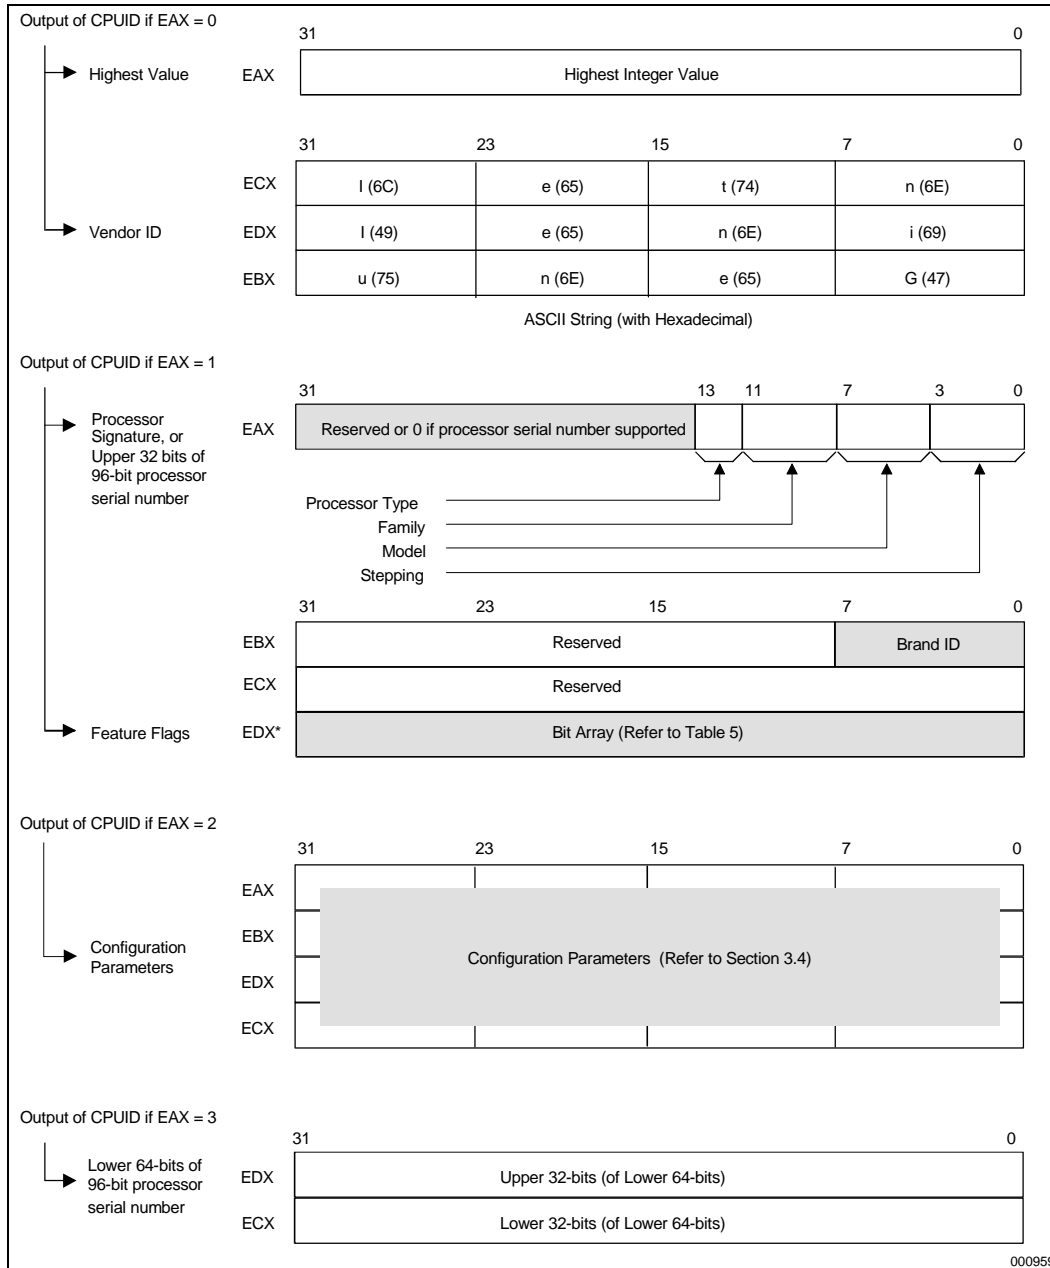 Output of CPUID if EAX = 0
31 0
Highest Value EAX Highest Integer Value
31 23 15 7 0
ECX l (6C) e (65) t (74) n (6E)
Vendor ID EDX I (49) e (65) n (6E) i (69)
EBX u (75) n (6E) e (65) G (47)
ASCII String (with Hexadecimal)
Output of CPUID if EAX = 1
31 13 11 7 3 0
Processor
Signature, or
Upper 32 bits of
96-bit processor
serial number
EAX Reserved or 0 if processor serial number supported
Processor Type
Family
Model
Stepping
31 23 15 7 0
EBX Reserved Brand ID
ECX Reserved
Feature Flags EDX* Bit Array (Refer to Table 5)
Output of CPUID if EAX = 2
31 23 15 7 0
EAX
EBX
Configuration
Parameters
Configuration Parameters (Refer to Section 3.4)
EDX
ECX
Output of CPUID if EAX = 3
31 0
Lower 64-bits of
96-bit processor
serial number
EDX Upper 32-bits (of Lower 64-bits)
ECX Lower 32-bits (of Lower 64-bits)
000959